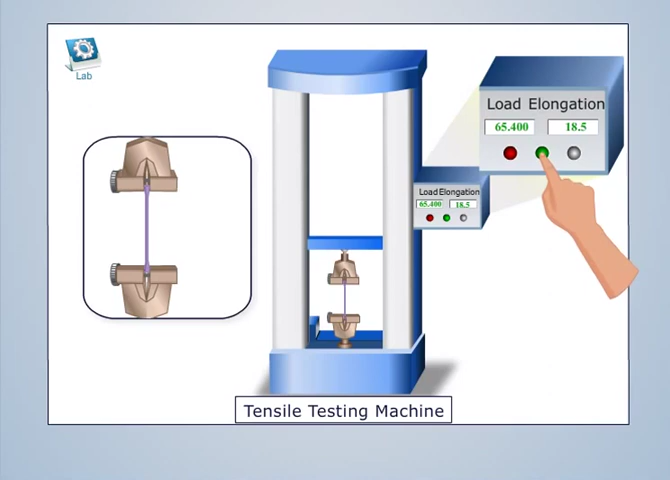 Lab
Load Elongation
65.400 18.5
Load Elongation
65.400 18.5
Tensile Testing Machine